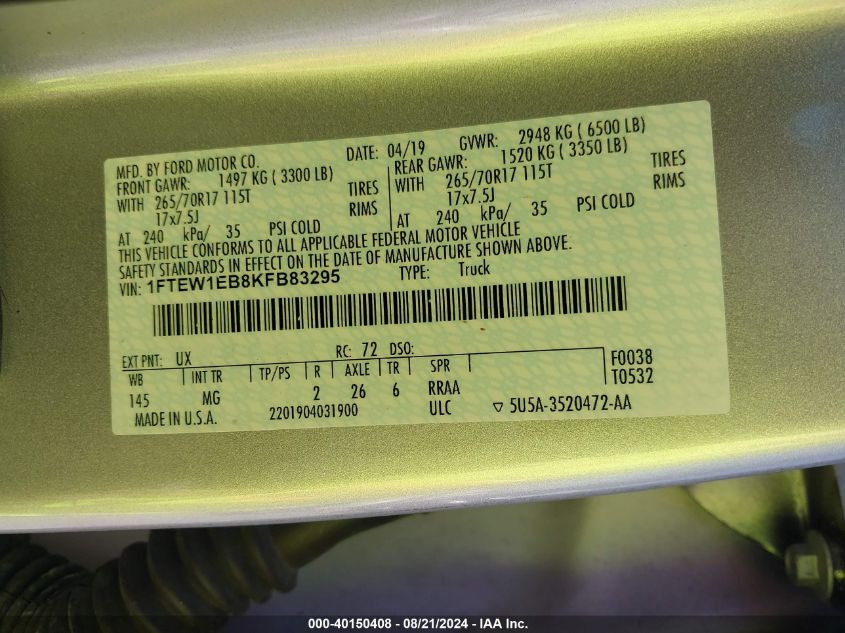 MFD. BY FORD MOTOR CO. DATE: 04/19 GVWR: 2948 KG ( 6500 LB)
FRONT GAWR: 1497 KG ( 3300 LB) REAR GAWR: 1520 KG ( 3350 LB)
WITH 265/70R17 115T TIRES WITH 265/70R17 115T TIRES
17x7.5J RIMS 17x7.5J RIMS
AT 240 kPa/ 35 PSI COLD AT 240 kPa/ 35 PSI COLD
THIS VEHICLE CONFORMS TO ALL APPLICABLE FEDERAL MOTOR VEHICLE
SAFETY STANDARDS IN EFFECT ON THE DATE OF MANUFACTURE SHOWN ABOVE.
VIN: 1FTEW1EB8KFB83295 TYPE: Truck
EXT PNT: UX RC: 72 DSO: F0038
WB INT TR TP/PS R AXLE TR SPR T0532
145 MG 2 26 6 RRAA
MADE IN U.S.A. 2201904031900 ULC ▽ 5U5A-3520472-AA
000-40150408 - 08/21/2024 - IAA Inc.